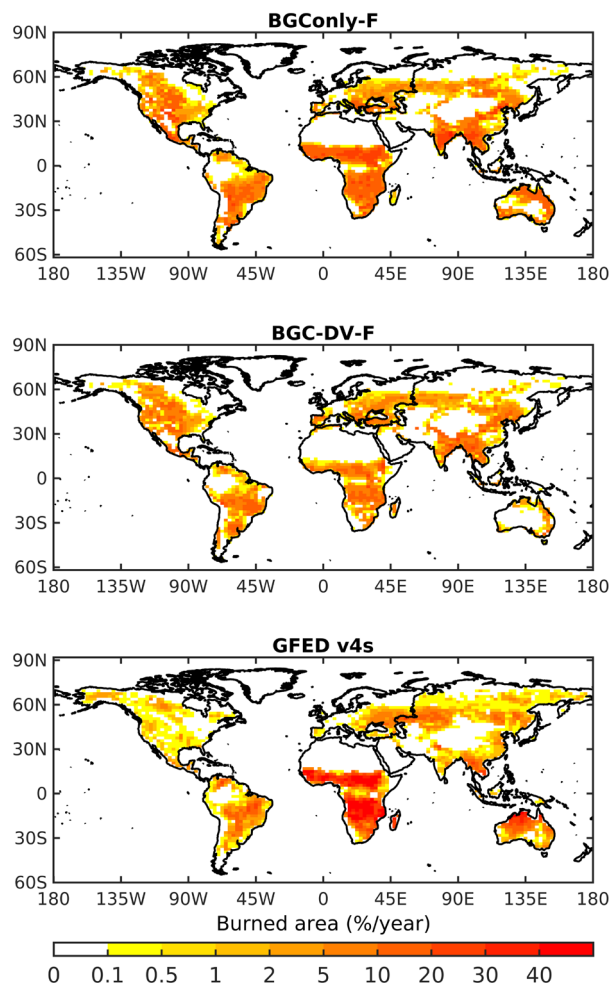 BGConly-F
90N
60N
30N
0
30S
60S
180 135W 90W 45W 0 45E 90E 135E 180
BGC-DV-F
90N
60N
30N
0
30S
60S
180 135W 90W 45W 0 45E 90E 135E 180
GFED v4s
90N
60N
30N
0
30S
60S
180 135W 90W 45W 0 45E 90E 135E 180
Burned area (%/year)
0 0.1 0.5 1 2 5 10 20 30 40